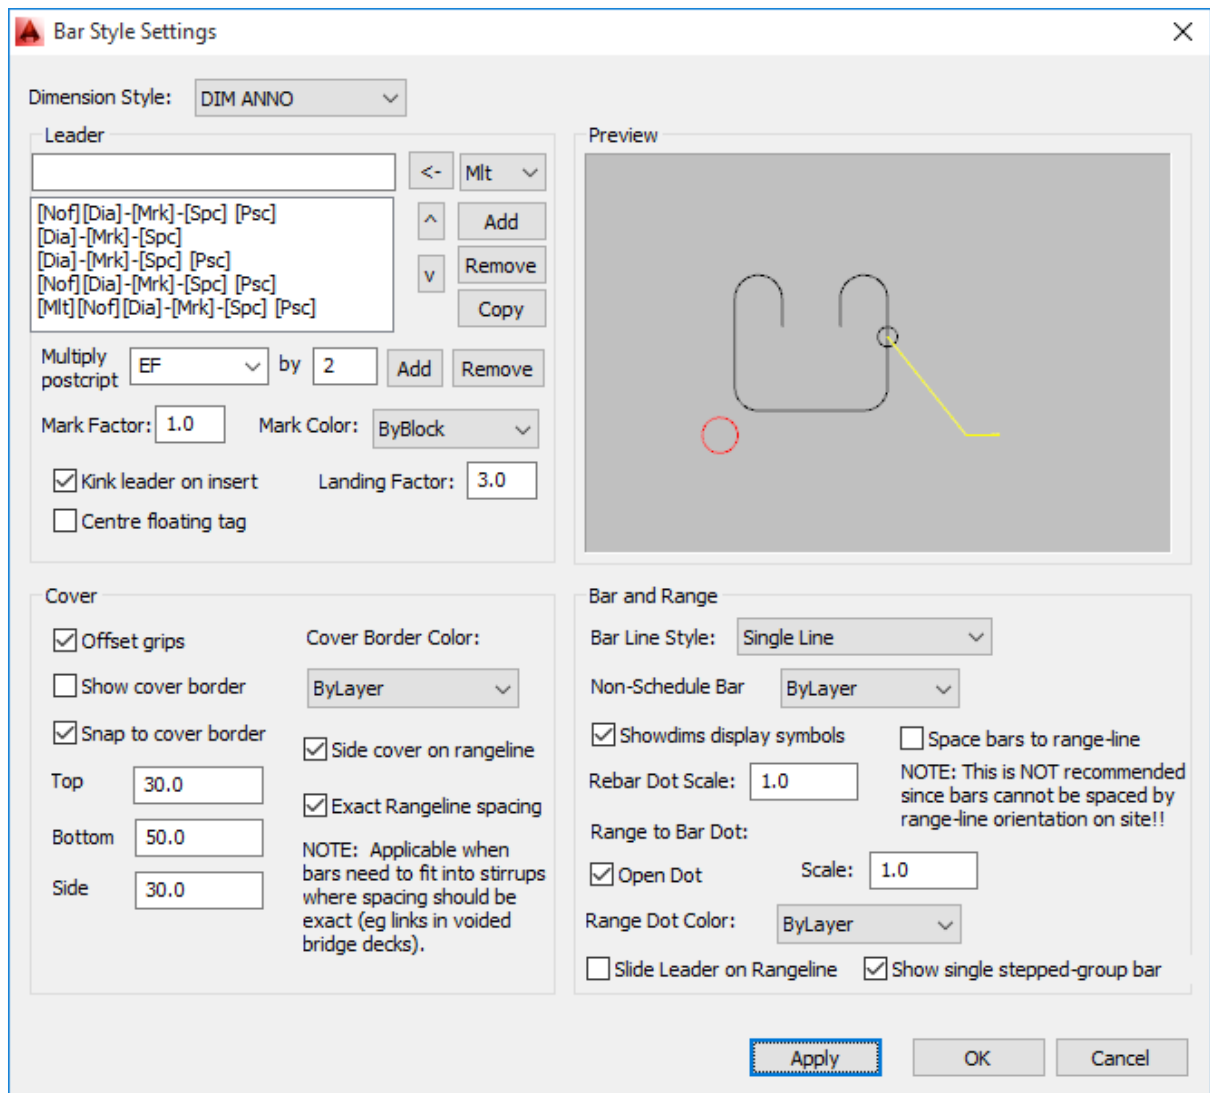 Bar Style Settings
Dimension Style: DIM ANNO
Leader
<- Mlt
[Nof][Dia]-[Mrk]-[Spc] [Psc]
[Dia]-[Mrk]-[Spc]
[Dia]-[Mrk]-[Spc] [Psc]
[Nof][Dia]-[Mrk]-[Spc] [Psc]
[Mlt][Nof][Dia]-[Mrk]-[Spc] [Psc]
^
v
Add
Remove
Copy
Multiply
postcript
EF by 2 Add Remove
Mark Factor: 1.0 Mark Color: ByBlock
Kink leader on insert Landing Factor: 3.0
Centre floating tag
Preview
Cover
Offset grips
Show cover border
Snap to cover border
Top 30.0
Bottom 50.0
Side 30.0
Cover Border Color:
ByLayer
Side cover on rangeline
Exact Rangeline spacing
NOTE: Applicable when
bars need to fit into stirrups
where spacing should be
exact (eg links in voided
bridge decks).
Bar and Range
Bar Line Style: Single Line
Non-Schedule Bar ByLayer
Showdims display symbols
Space bars to range-line
Rebar Dot Scale: 1.0
NOTE: This is NOT recommended
since bars cannot be spaced by
range-line orientation on site!!
Range to Bar Dot:
Open Dot Scale: 1.0
Range Dot Color: ByLayer
Slide Leader on Rangeline Show single stepped-group bar
Apply OK Cancel